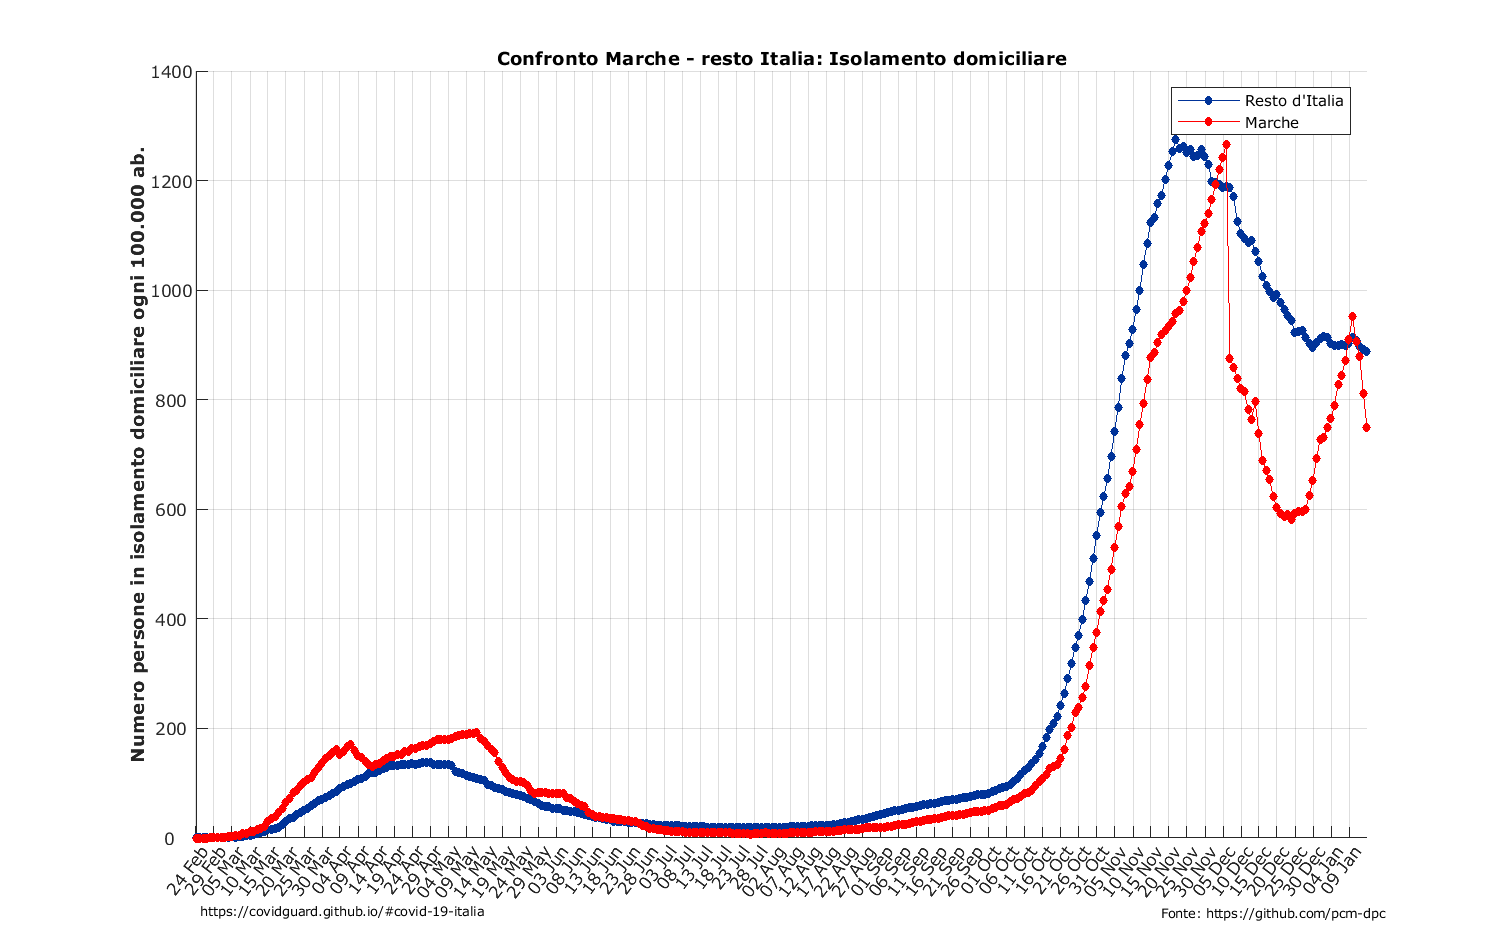 Confronto Marche - resto Italia: Isolamento domiciliare
Numero persone in isolamento domiciliare ogni 100.000 ab.
1400
1200
1000
800
600
400
200
0
Resto d'Italia
Marche
24 Feb
29 Feb
05 Mar
10 Mar
15 Mar
20 Mar
25 Mar
30 Mar
04 Apr
09 Apr
14 Apr
19 Apr
24 Apr
29 Apr
04 May
09 May
14 May
19 May
24 May
29 May
03 Jun
08 Jun
13 Jun
18 Jun
23 Jun
28 Jun
03 Jul
08 Jul
13 Jul
18 Jul
23 Jul
28 Jul
02 Aug
07 Aug
12 Aug
17 Aug
22 Aug
27 Aug
01 Sep
06 Sep
11 Sep
16 Sep
21 Sep
26 Sep
01 Oct
06 Oct
11 Oct
16 Oct
21 Oct
26 Oct
31 Oct
05 Nov
10 Nov
15 Nov
20 Nov
25 Nov
30 Nov
05 Dec
10 Dec
15 Dec
20 Dec
25 Dec
30 Dec
04 Jan
09 Jan
https://covidguard.github.io/#covid-19-italia
Fonte: https://github.com/pcm-dpc